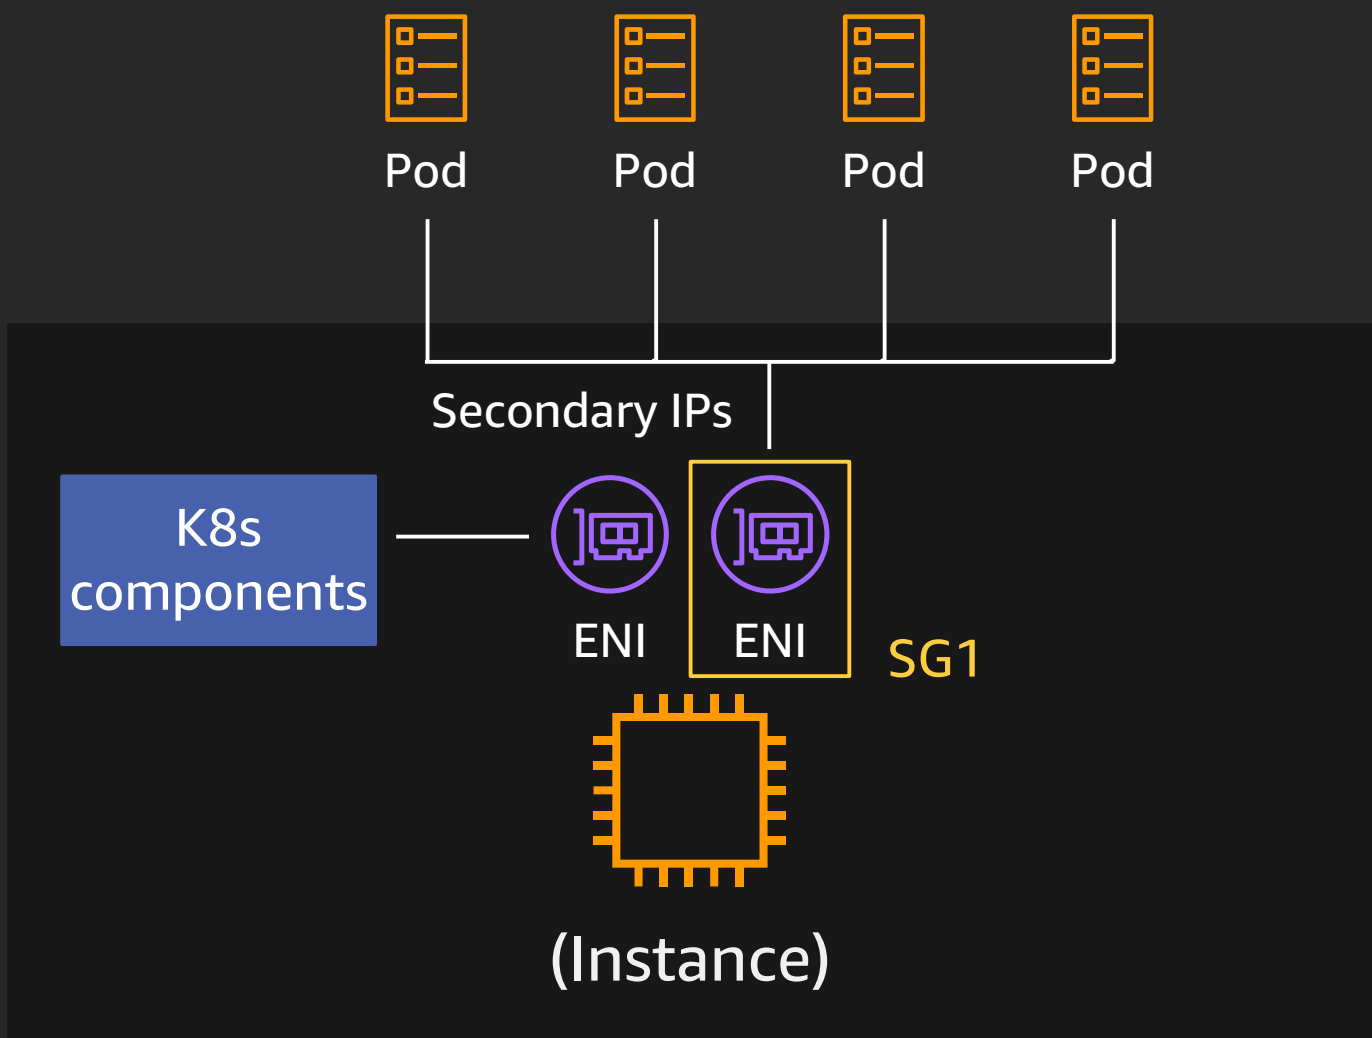 Pod
Pod
Pod
Pod
Secondary IPs
K8s
components
ENI
ENI
SG1
(Instance)